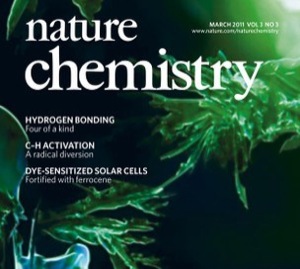 nature
MARCH 2011 VOL 3 NO 3
www.nature.com/naturechemistry
chemistry
HYDROGEN BONDING
Four of a kind
C–H ACTIVATION
A radical diversion
DYE-SENSITIZED SOLAR CELLS
Fortified with ferrocene